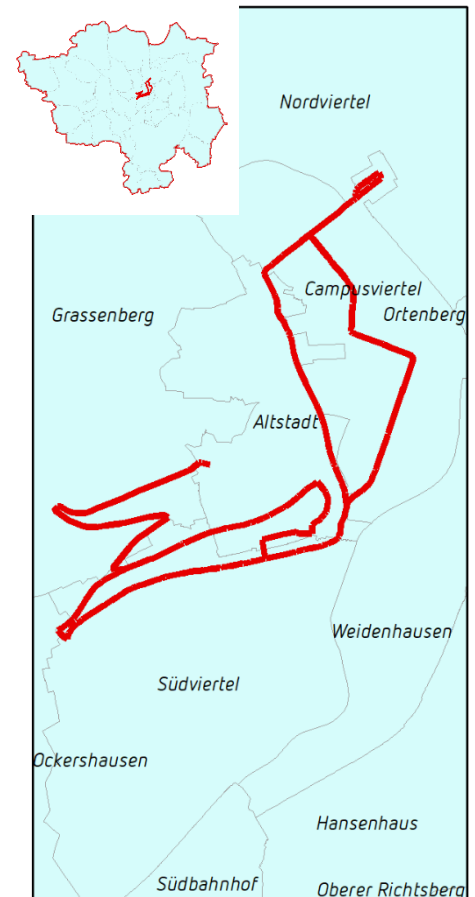 Nordviertel
Campusviertel
Ortenberg
Grassenberg
Altstadt
Weidenhausen
Südviertel
Ockershausen
Hansenhaus
Südbahnhof
Oberer Richtsberg